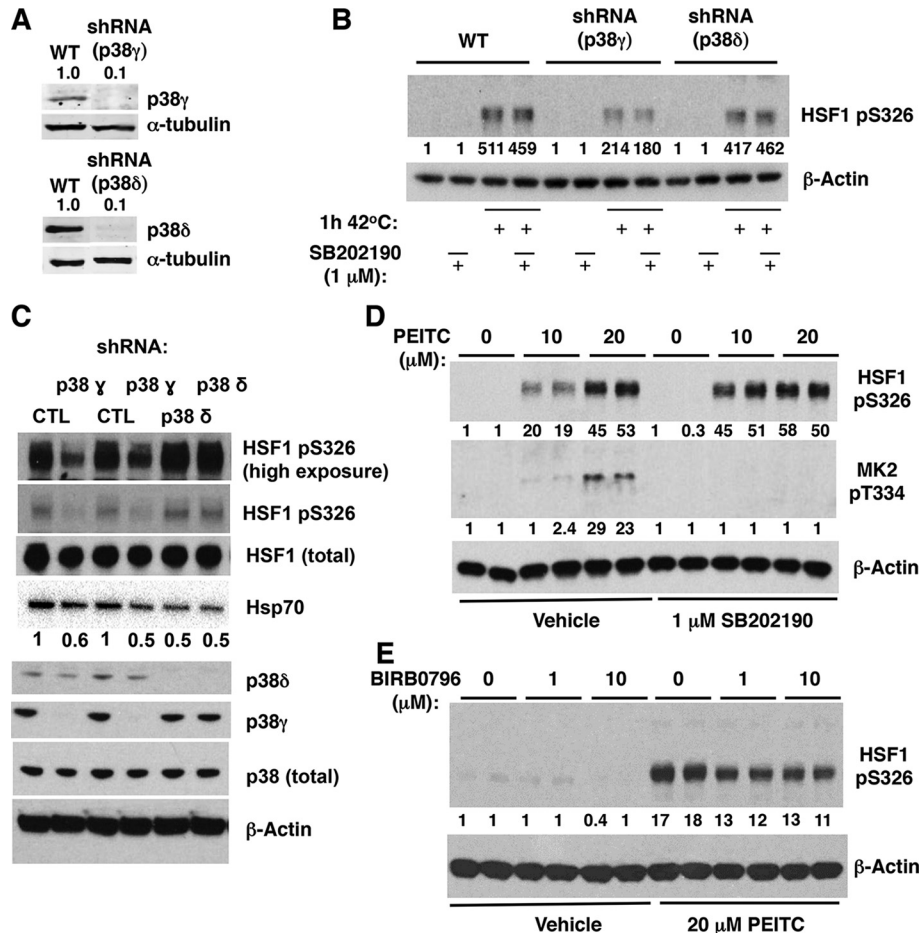 A
WT
shRNA
(p38γ)
1.0 0.1
p38γ
α-tubulin
WT
shRNA
(p38δ)
1.0 0.1
p38δ
α-tubulin
B
WT
shRNA
(p38γ)
shRNA
(p38δ)
HSF1 pS326
1 1 511 459 1 1 214 180 1 1 417 462
β-Actin
1h 42°C: + + + + + +
SB202190
(1 μM): + + + + + +
C
shRNA:
p38 ɣ p38 ɣ p38 δ
CTL CTL p38 δ
HSF1 pS326
(high exposure)
HSF1 pS326
HSF1 (total)
Hsp70
1 0.6 1 0.5 0.5 0.5
p38δ
p38γ
p38 (total)
β-Actin
D
PEITC
(μM):
0 10 20 0 10 20
HSF1
pS326
1 1 20 19 45 53 1 0.3 45 51 58 50
MK2
pT334
1 1 1 2.4 29 23 1 1 1 1 1 1
β-Actin
Vehicle 1 μM SB202190
E
BIRB0796
(μM):
0 1 10 0 1 10
HSF1
pS326
1 1 1 1 0.4 1 17 18 13 12 13 11
β-Actin
Vehicle 20 μM PEITC